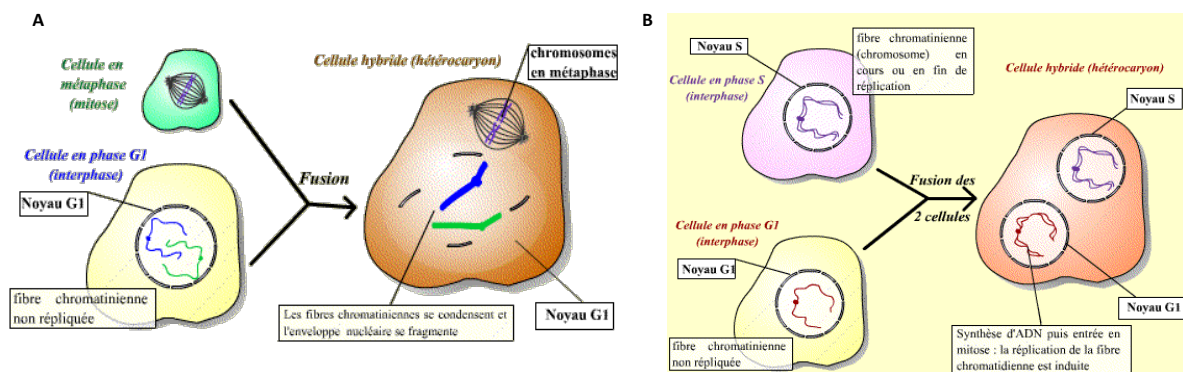 A
Cellule en
métaphase
(mitose)
Cellule en phase G1
(interphase)
Noyau G1
fibre chromatinienne
non répliquée
Fusion
Cellule hybride (hétérocaryon)
chromosomes
en métaphase
Les fibres chromatiniennes se condensent et
l'enveloppe nucléaire se fragmente
Noyau G1
B
Noyau S
Cellule en phase S
(interphase)
fibre chromatinienne
(chromosome) en
cours ou en fin de
réplication
Cellule en phase G1
(interphase)
Noyau G1
fibre chromatinienne
non répliquée
Fusion des
2 cellules
Cellule hybride (hétérocaryon)
Noyau S
Noyau G1
Synthèse d'ADN puis entrée en
mitose : la réplication de la fibre
chromatidienne est induite